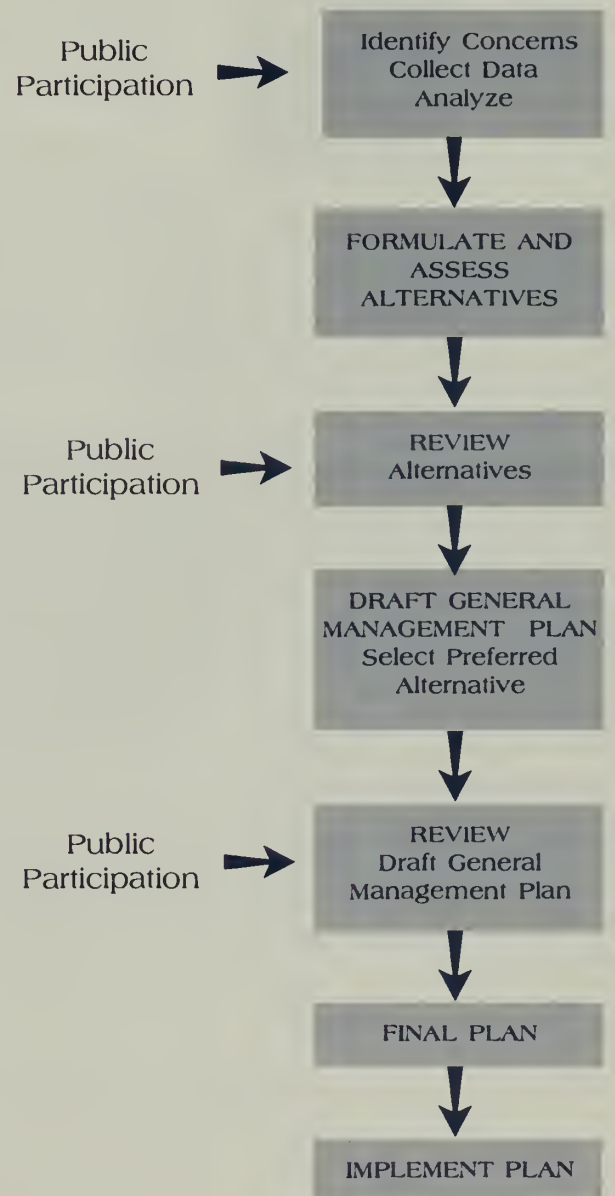 Public
Participation
Identify Concerns
Collect Data
Analyze
FORMULATE AND
ASSESS
ALTERNATIVES
Public
Participation
REVIEW
Alternatives
DRAFT GENERAL
MANAGEMENT PLAN
Select Preferred
Alternative
Public
Participation
REVIEW
Draft General
Management Plan
FINAL PLAN
IMPLEMENT PLAN